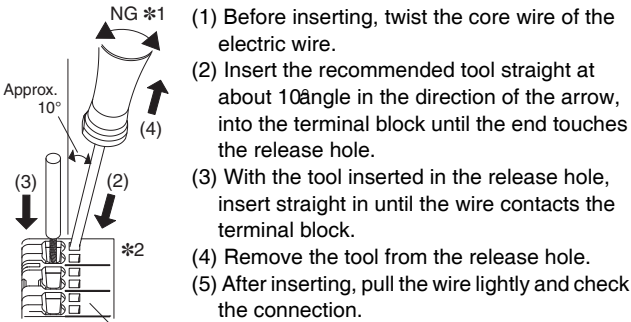 NG ✻1
Approx.
10°
(4)
(3)
(2)
✻2
(1) Before inserting, twist the core wire of the
electric wire.
(2) Insert the recommended tool straight at
about 10ângle in the direction of the arrow,
into the terminal block until the end touches
the release hole.
(3) With the tool inserted in the release hole,
insert straight in until the wire contacts the
terminal block.
(4) Remove the tool from the release hole.
(5) After inserting, pull the wire lightly and check
the connection.